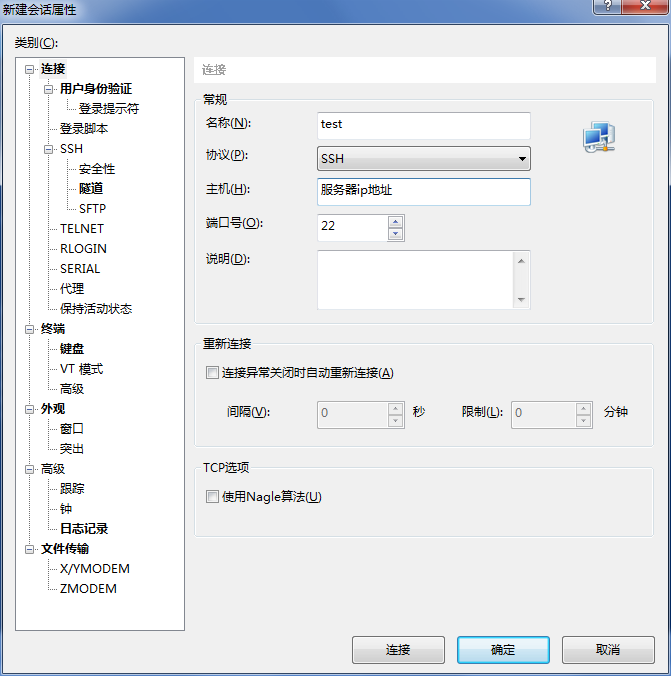 新建会话属性
?
类别(C):
连接
用户身份验证
登录提示符
登录脚本
SSH
安全性
隧道
SFTP
TELNET
RLOGIN
SERIAL
代理
保持活动状态
终端
键盘
VT 模式
高级
外观
窗口
突出
高级
跟踪
钟
日志记录
文件传输
X/YMODEM
ZMODEM
连接
常规
名称(N): test
协议(P): SSH
主机(H): 服务器ip地址
端口号(O): 22
说明(D):
重新连接
连接异常关闭时自动重新连接(A)
间隔(V): 0 秒 限制(L): 0 分钟
TCP选项
使用Nagle算法(U)
连接 确定 取消